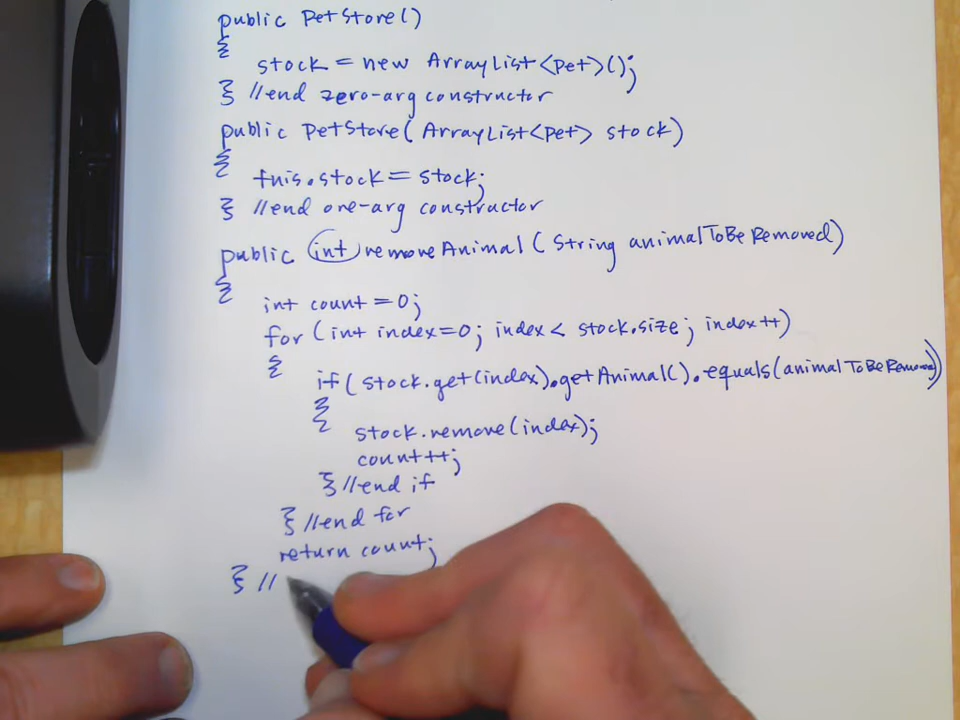 public PetStore()
{
stock = new ArrayList<Pet>();
} //end zero-arg constructor
public PetStore(ArrayList<Pet> stock)
{
this.stock = stock;
} //end one-arg constructor
public int removeAnimal(String animalToBeRemoved)
{
int count = 0;
for (int index=0; index < stock.size; index++)
{
if(stock.get(index).getAnimal().equals(animalToBeRemoved))
{
stock.remove(index);
count++;
} //end if
} //end for
return count;
} //